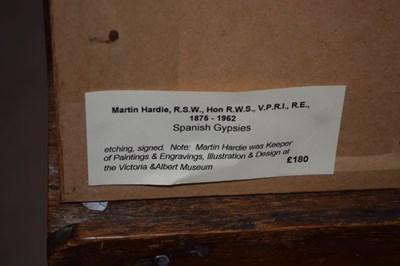 Martin Hardie, R.S.W., Hon R.W.S., V.P.R.I., R.E.,
1875 - 1952
Spanish Gypsies
etching, signed. Note: Martin Hardie was Keeper
of Paintings & Engravings, Illustration & Design at
the Victoria &Albert Museum
£180